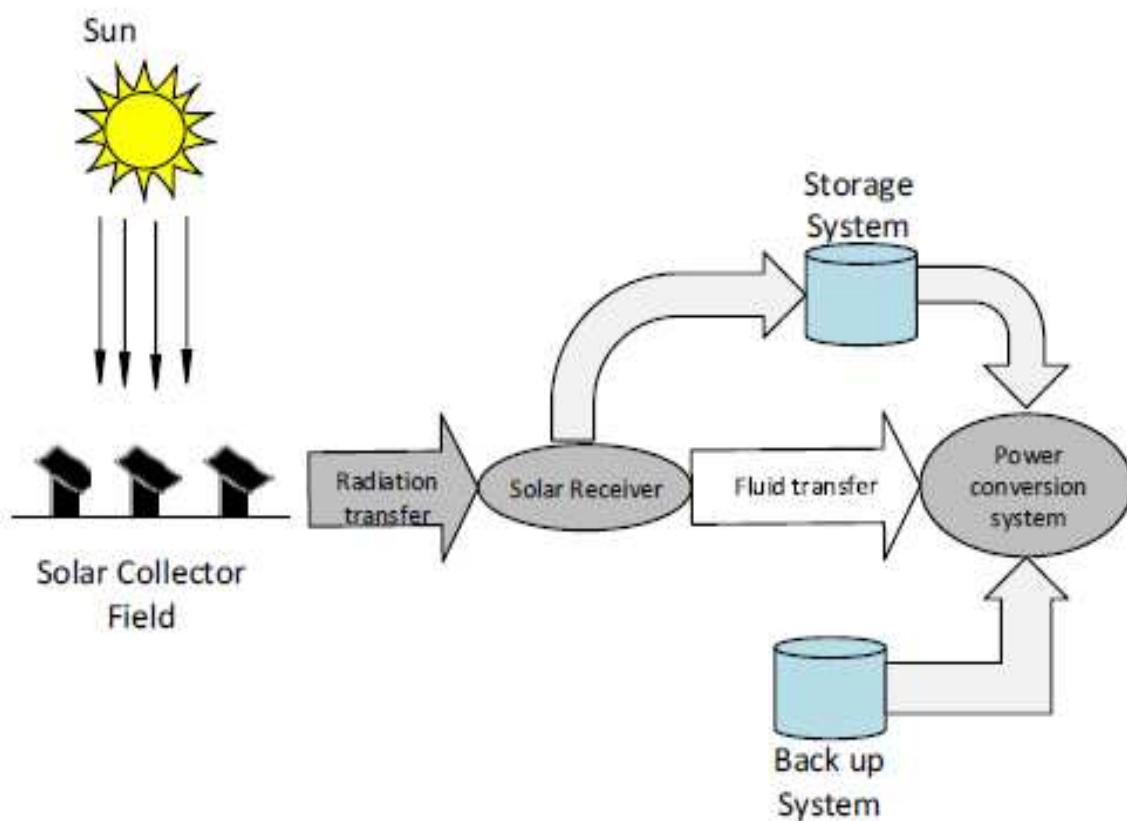 Sun
Storage
System
Radiation
transfer
Solar Receiver
Fluid transfer
Power
conversion
system
Solar Collector
Field
Back up
System